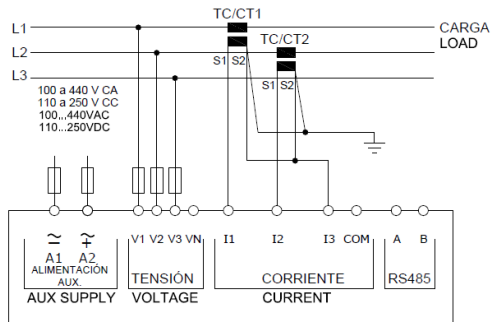 TC/CT1
L1
CARGA
LOAD
L2
TC/CT2
S1 S2
L3
S1 S2
100 a 440 V CA
110 a 250 V CC
100...440VAC
110...250VDC
A1 A2
V1 V2 V3 VN
I1 I2 I3 COM
A B
ALIMENTACIÓN
AUX.
AUX SUPPLY
TENSIÓN
VOLTAGE
CORRIENTE
CURRENT
RS485